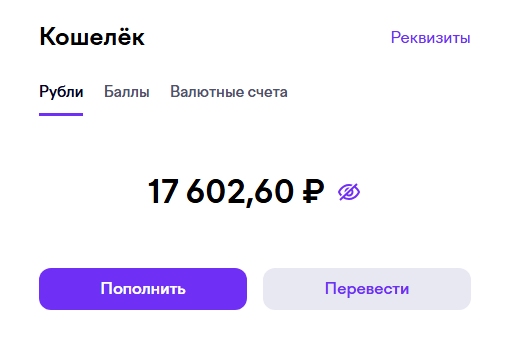 Кошелёк
Реквизиты
Рубли Баллы Валютные счета
17 602,60 ₽
Пополнить Перевести